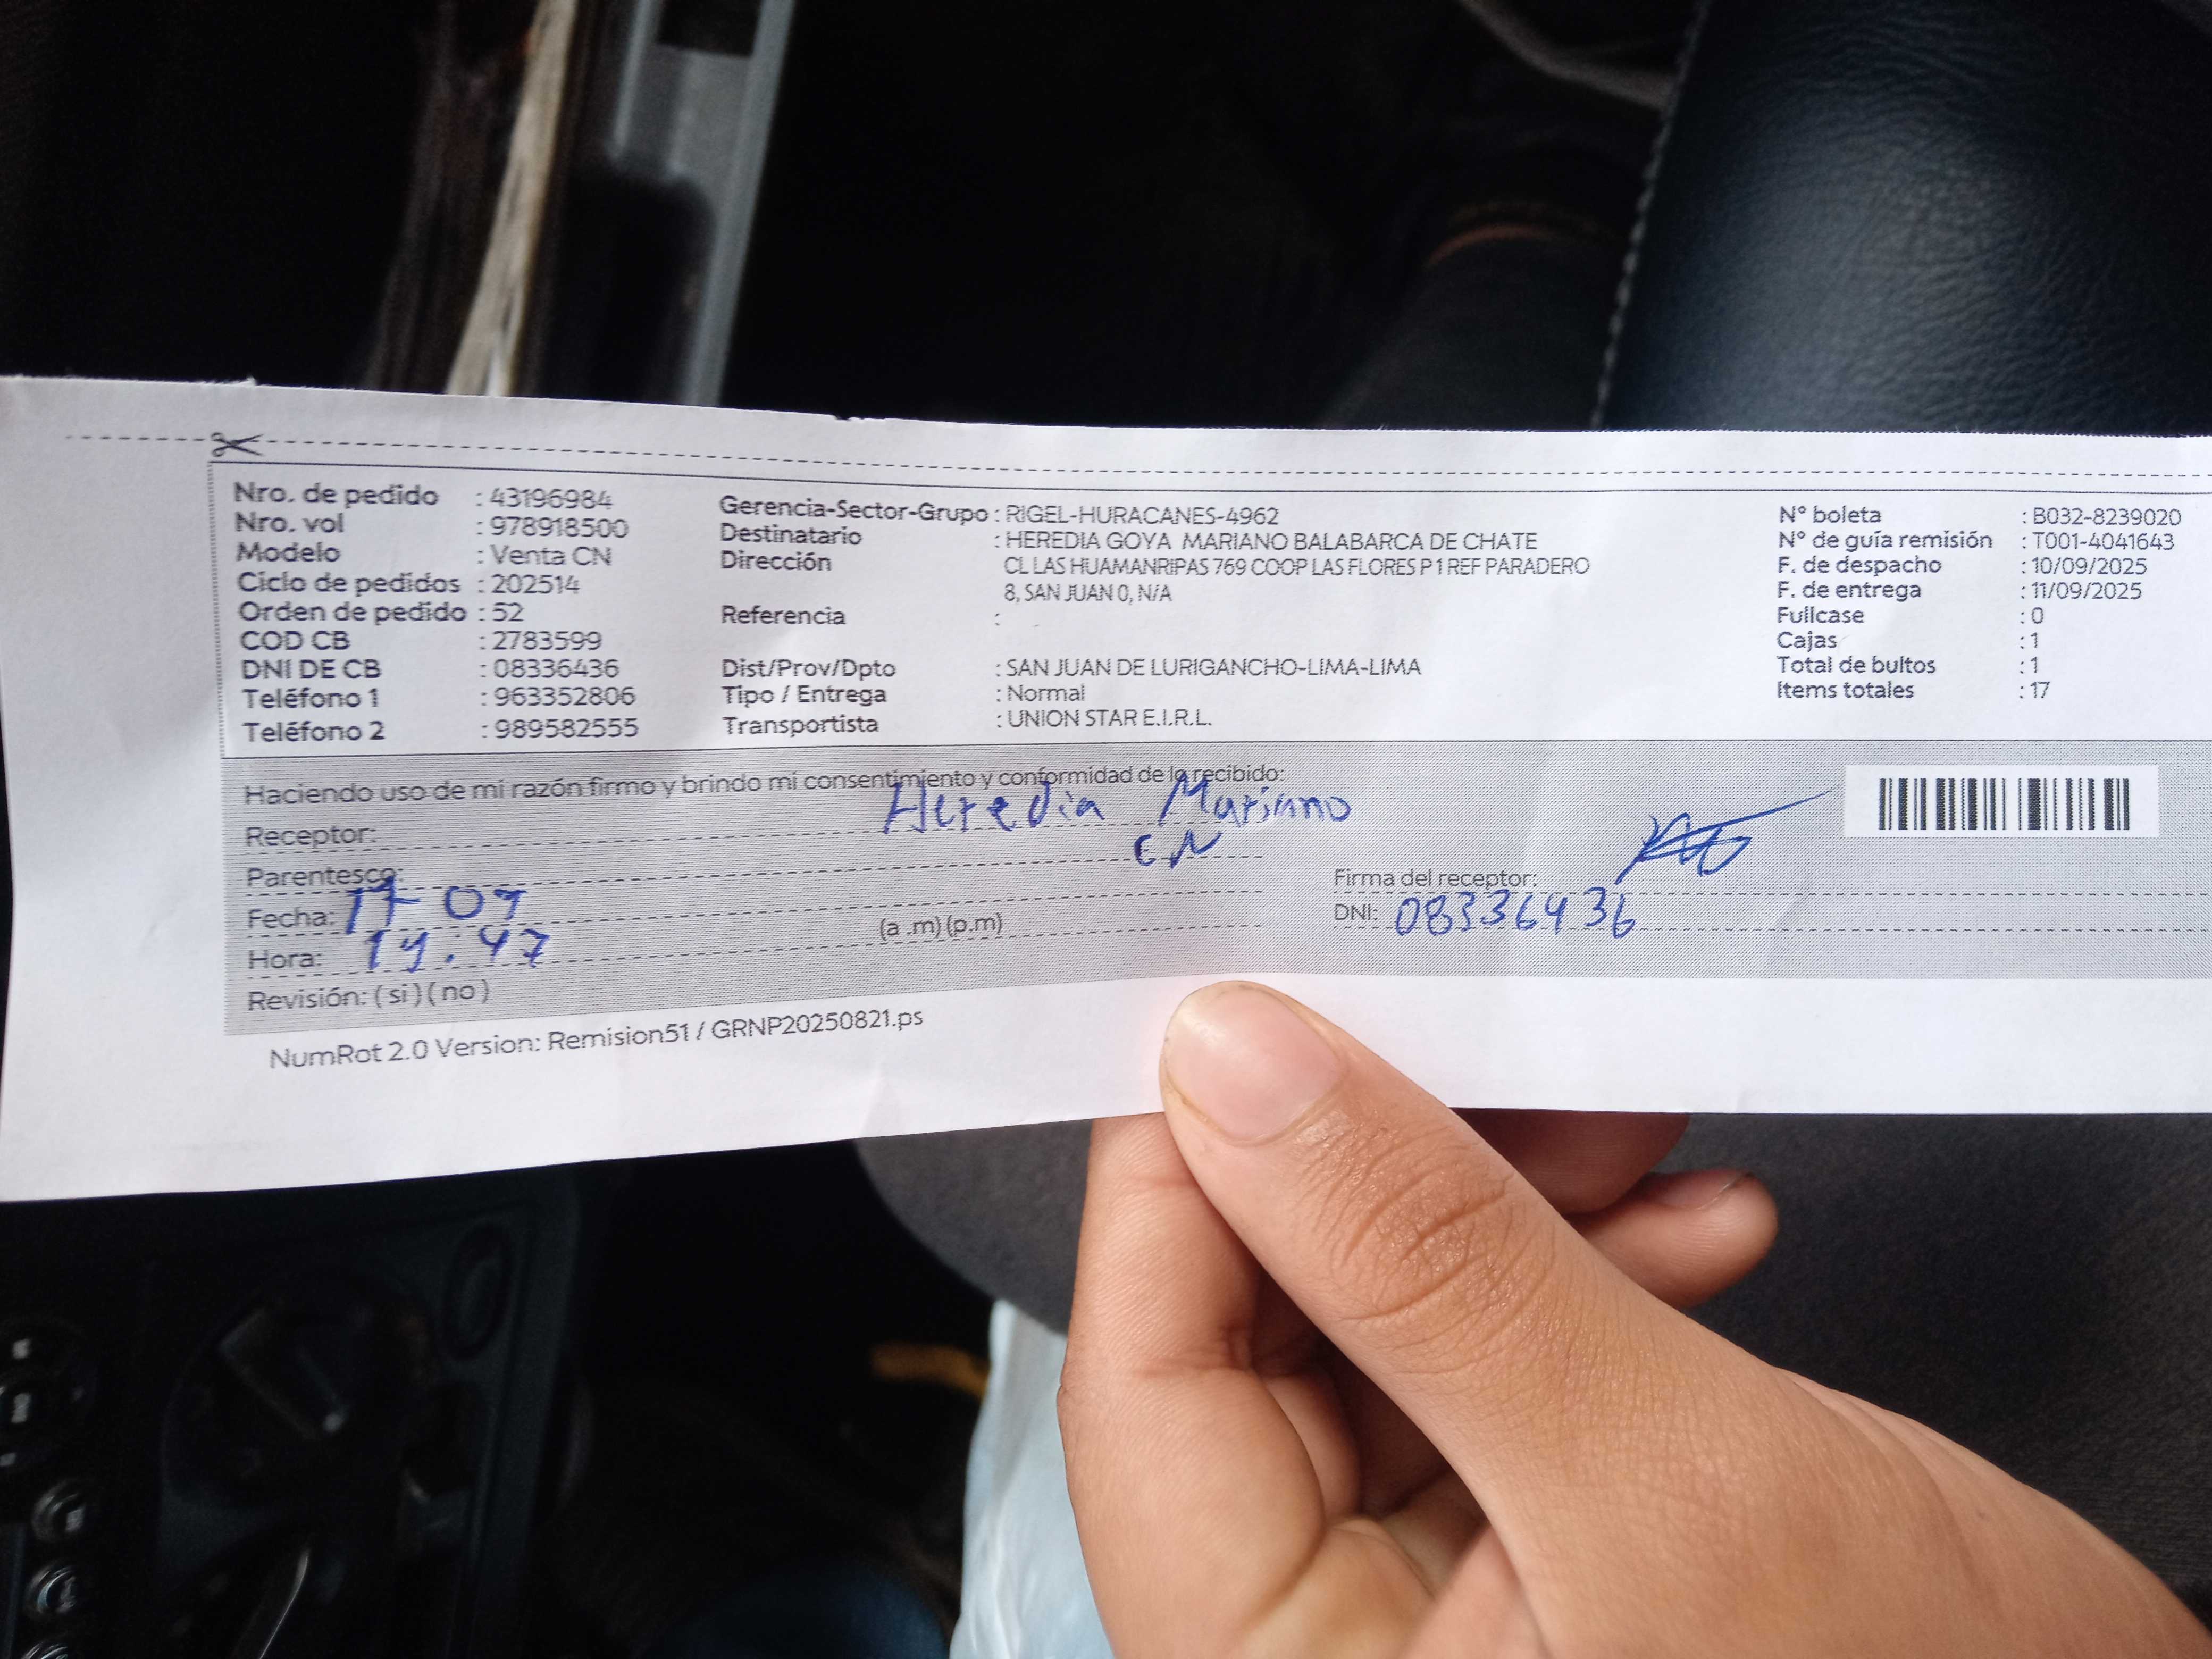 Nro. de pedido : 43196984
Nro. vol : 978918500
Modelo : Venta CN
Ciclo de pedidos : 202514
Orden de pedido : 52
COD CB : 2783599
DNI DE CB : 08336436
Teléfono 1 : 963352806
Teléfono 2 : 989582555
Gerencia-Sector-Grupo : RIGEL-HURACANES-4962
Destinatario : HEREDIA GOYA MARIANO BALABARCA DE CHATE
Dirección CL LAS HUAMANRIPAS 769 COOP LAS FLORES P 1 REF PARADERO
8, SAN JUAN 0, N/A
Referencia :
Dist/Prov/Dpto : SAN JUAN DE LURIGANCHO-LIMA-LIMA
Tipo / Entrega : Normal
Transportista : UNION STAR E.I.R.L.
N° boleta : B032-8239020
N° de guía remisión : T001-4041643
F. de despacho : 10/09/2025
F. de entrega : 11/09/2025
Fullcase : 0
Cajas : 1
Total de bultos : 1
Items totales : 17
Haciendo uso de mi razón firmo y brindo mi consentimiento y conformidad de lo recibido:
Receptor: Heredia Mariano
Parentesco: CN
Fecha: 09
Hora: 47 (a .m) (p.m)
Revisión: ( si ) ( no )
Firma del receptor:
DNI: 08336436
NumRot 2.0 Version: Remision51 / GRNP20250821.ps